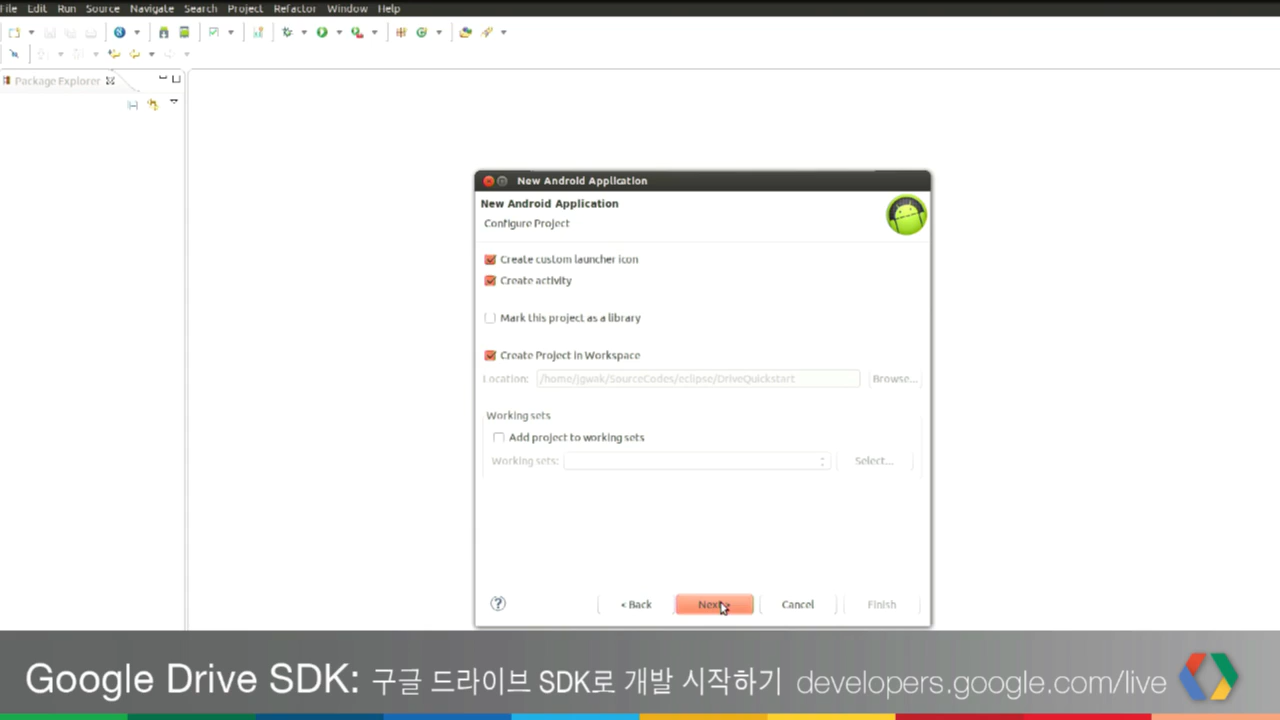 File Edit Run Source Navigate Search Project Refactor Window Help
Package Explorer
New Android Application
New Android Application
Configure Project
Create custom launcher icon
Create activity
Mark this project as a library
Create Project in Workspace
Location: /home/jgwak/SourceCodes/eclipse/DriveQuickstart Browse...
Working sets
Add project to working sets
Working sets: Select...
< Back Next > Cancel Finish
Google Drive SDK: 구글 드라이브 SDK로 개발 시작하기 developers.google.com/live